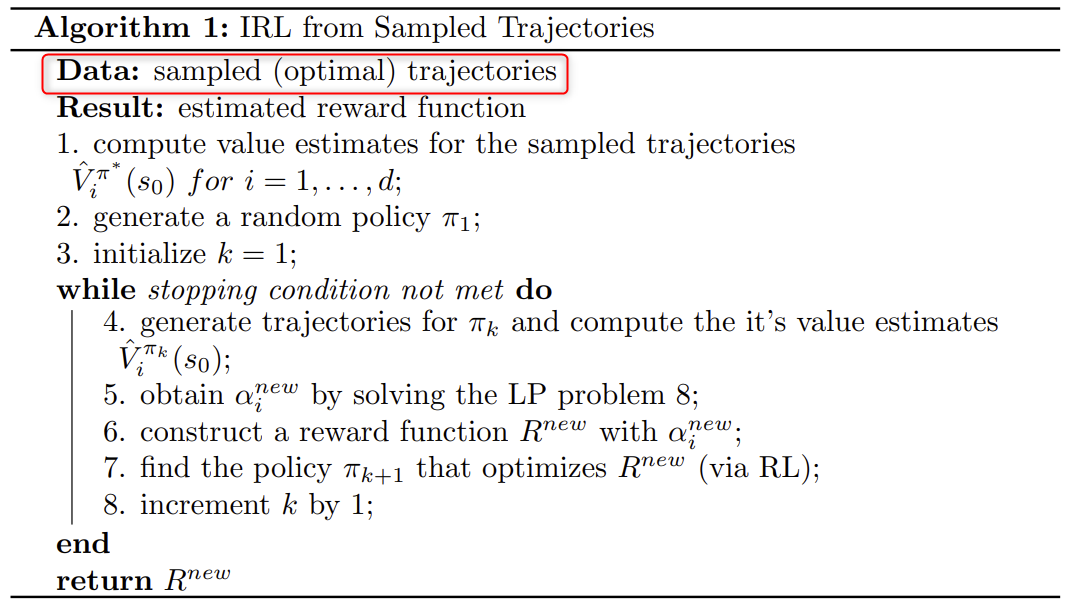 Algorithm 1: IRL from Sampled Trajectories
Data: sampled (optimal) trajectories
Result: estimated reward function
1. compute value estimates for the sampled trajectories
$\hat{V}_i^{\pi^*}(s_0)$ for $i = 1, \ldots, d$;
2. generate a random policy $\pi_1$;
3. initialize $k = 1$;
while stopping condition not met do
4. generate trajectories for $\pi_k$ and compute the it's value estimates
$\hat{V}_i^{\pi_k}(s_0)$;
5. obtain $\alpha_i^{new}$ by solving the LP problem 8;
6. construct a reward function $R^{new}$ with $\alpha_i^{new}$;
7. find the policy $\pi_{k+1}$ that optimizes $R^{new}$ (via RL);
8. increment $k$ by 1;
end
return $R^{new}$